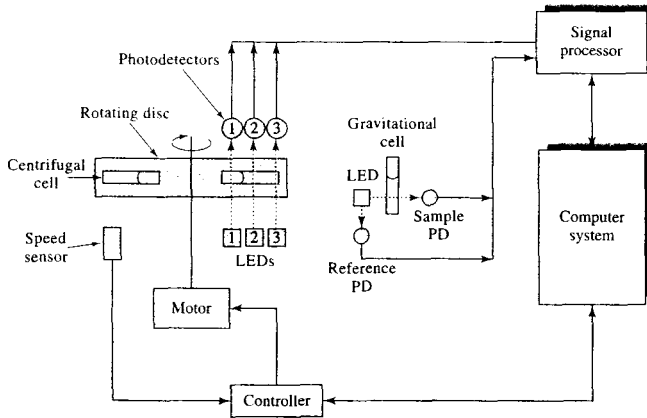 Signal
processor
Photodetectors
Rotating disc
1 2 3
Gravitational
cell
Centrifugal
cell
LED
Sample
PD
Computer
system
Speed
sensor
1 2 3
LEDs
Reference
PD
Motor
Controller